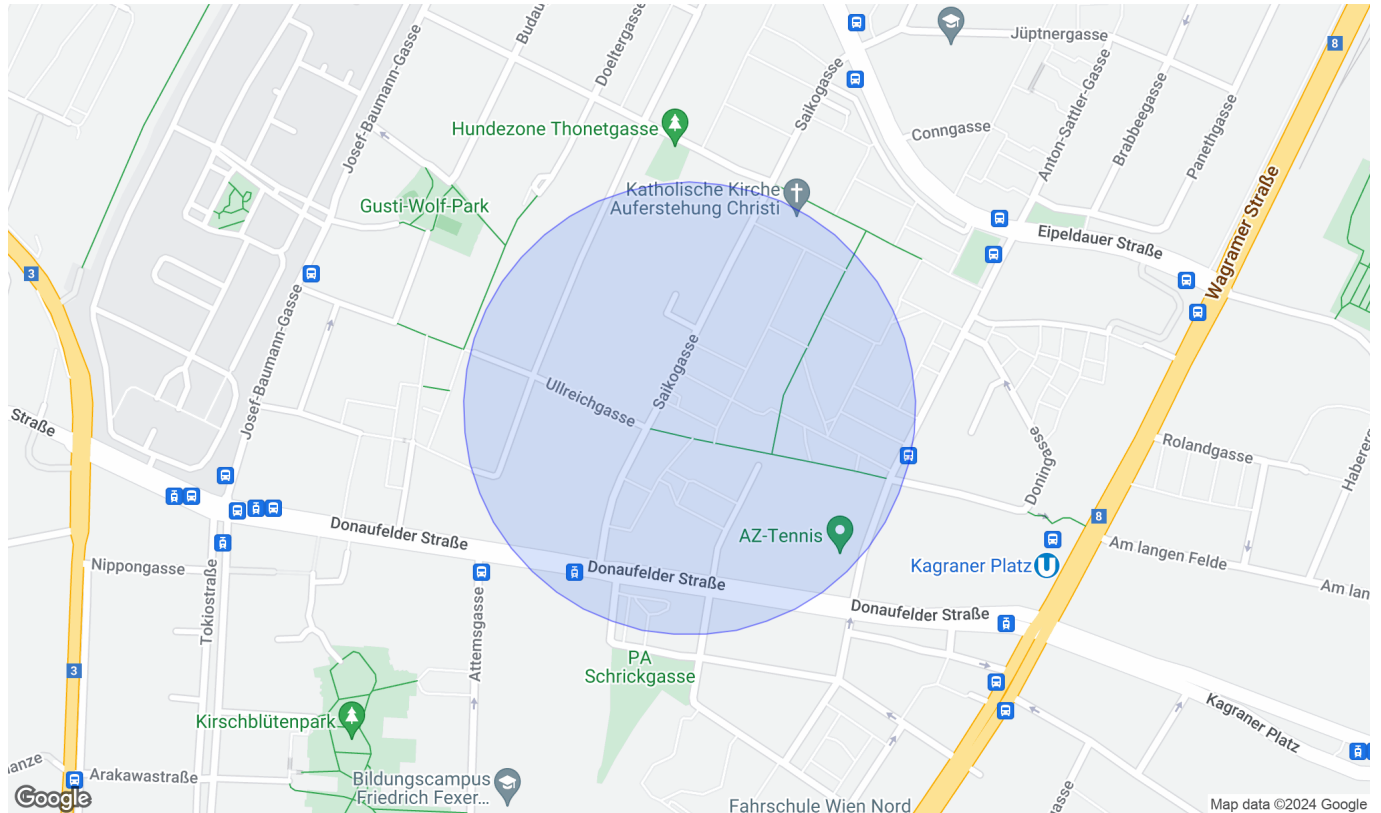 Budau
Doeltergasse
Josef-Baumann-Gasse
Saikogasse
Jüptnergasse
8
Hundezone Thonetgasse
Conngasse
Anton-Sattler-Gasse
Brabbeegasse
Panethgasse
Katholische Kirche
Auferstehung Christi
Gusti-Wolf-Park
Eipeldauer Straße
Wagramer Straße
3
Josef-Baumann-Gasse
Ullreichgasse
Saikogasse
Straße
Rolandgasse
Doningasse
Haberer
8
Donaufelder Straße
AZ-Tennis
Am langen Felde
Nippongasse
Tokiostraße
Attemsgasse
Donaufelder Straße
Kagraner Platz
U
Am lan
Donaufelder Straße
3
PA
Schrickgasse
Kirschblütenpark
Kagraner Platz
anze
Arakawastraße
Bildungscampus
Friedrich Fexer...
Fahrschule Wien Nord
asse
Google
Map data ©2024 Google